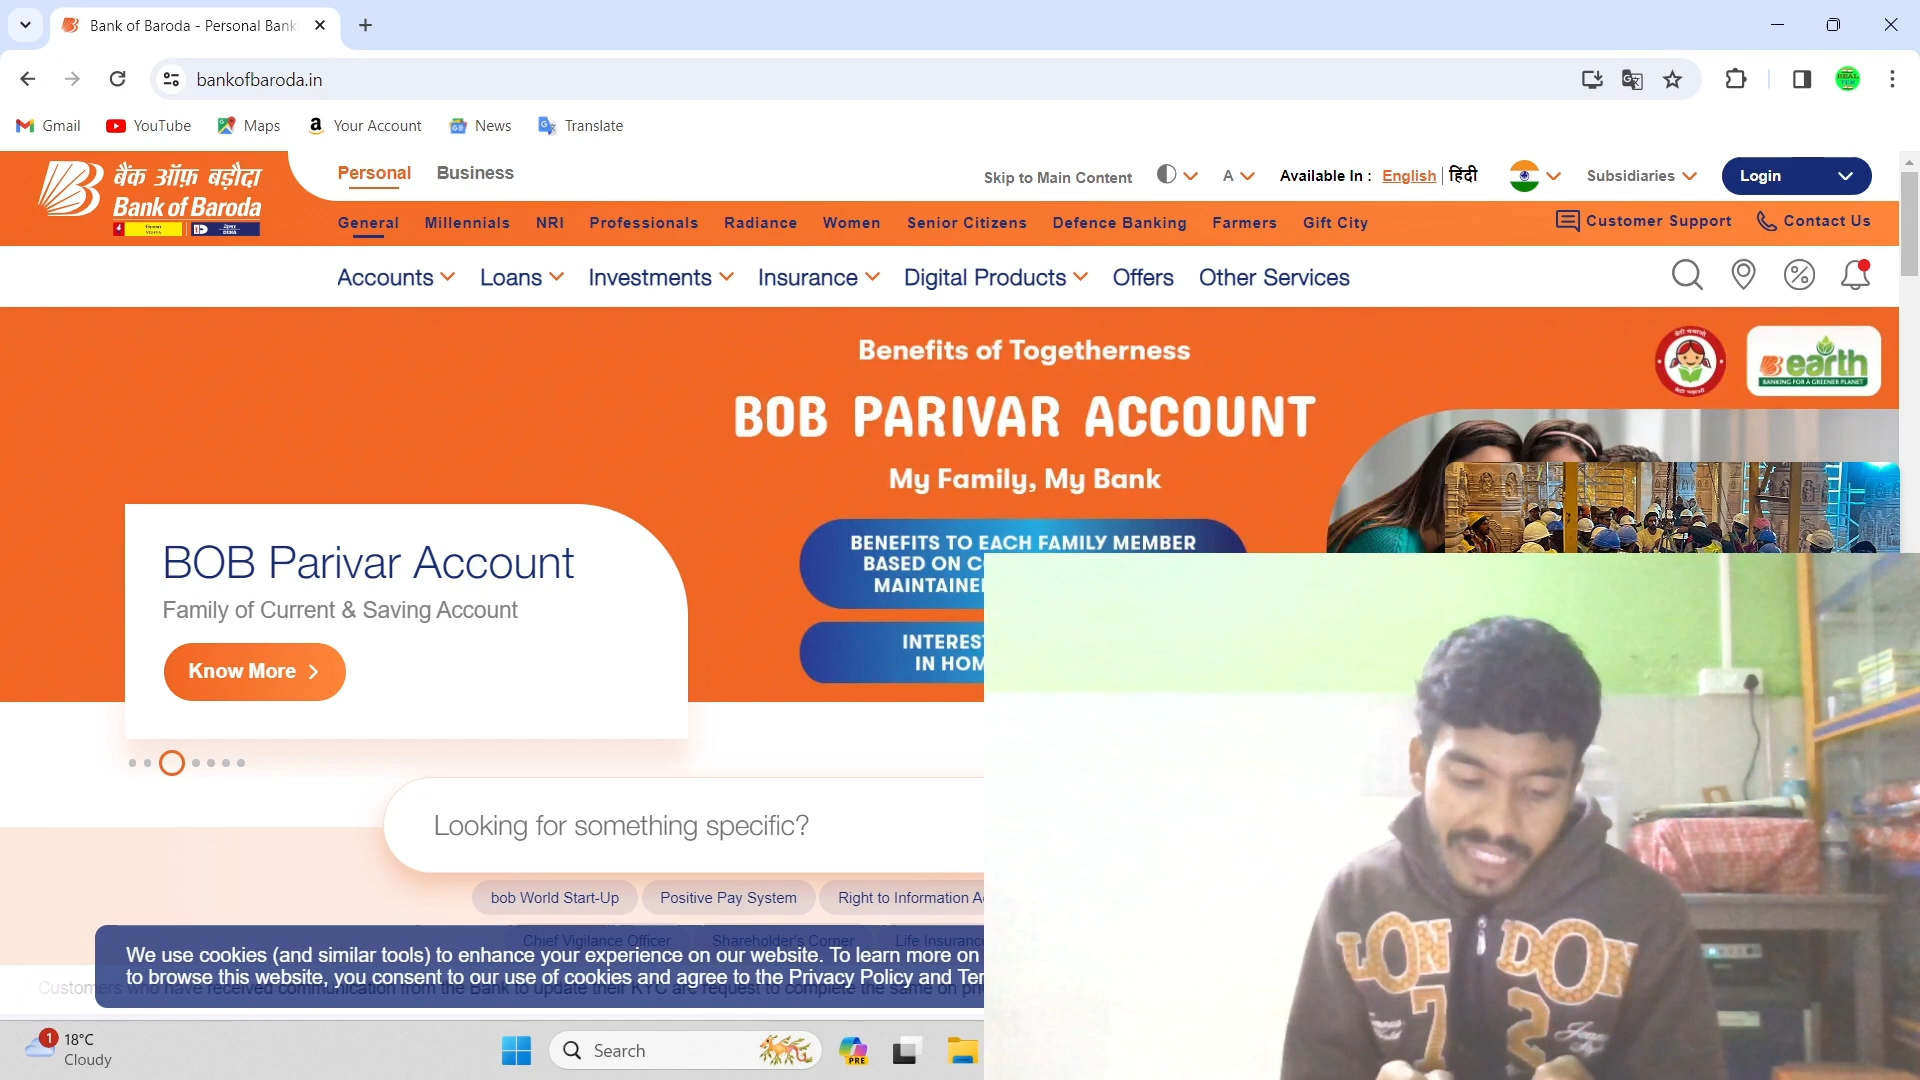 Bank of Baroda - Personal Bank
bankofbaroda.in
Gmail
YouTube
Maps
Your Account
News
Translate
बैंक ऑफ़ बड़ौदा
Bank of Baroda
Personal
Business
Skip to Main Content
A
Available In :
English
हिंदी
Subsidiaries
Login
General
Millennials
NRI
Professionals
Radiance
Women
Senior Citizens
Defence Banking
Farmers
Gift City
Customer Support
Contact Us
Accounts
Loans
Investments
Insurance
Digital Products
Offers
Other Services
Benefits of Togetherness
BOB PARIVAR ACCOUNT
My Family, My Bank
earth
BANKING FOR A GREENER PLANET
BENEFITS TO EACH FAMILY MEMBER
BASED ON
MAINTAINE
INTEREST
IN HOM
BOB Parivar Account
Family of Current & Saving Account
Know More
Looking for something specific?
bob World Start-Up
Positive Pay System
Right to Information A
Chief Vigilance Officer
Shareholder's Corner
Life Insurance
We use cookies (and similar tools) to enhance your experience on our website. To learn more on
to browse this website, you consent to our use of cookies and agree to the Privacy Policy and Ter
Customers who have received communication from the Bank to update their KYC are request to complete the same on pri
1
18°C
Cloudy
Search
PRE
LONDON
72